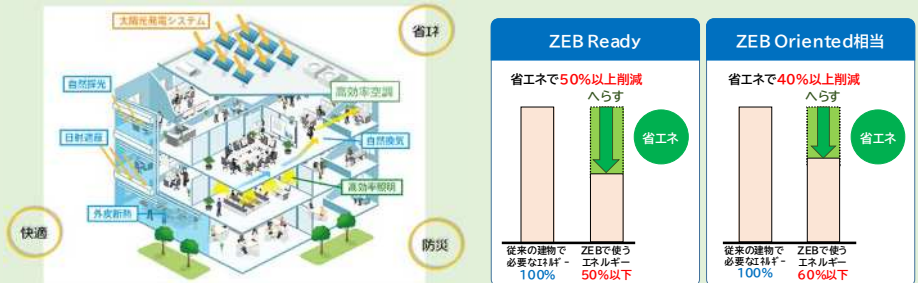 太陽光発電システム
省エネ
自然採光
高効率空調
日射遮蔽
自然換気
高効率照明
外皮断熱
快適
防災
ZEB Ready
省エネで50%以上削減
へらす
省エネ
従来の建物で
必要なエネルギー
100%
ZEBで使う
エネルギー
50%以下
ZEB Oriented相当
省エネで40%以上削減
へらす
省エネ
従来の建物で
必要なエネルギー
100%
ZEBで使う
エネルギー
60%以下